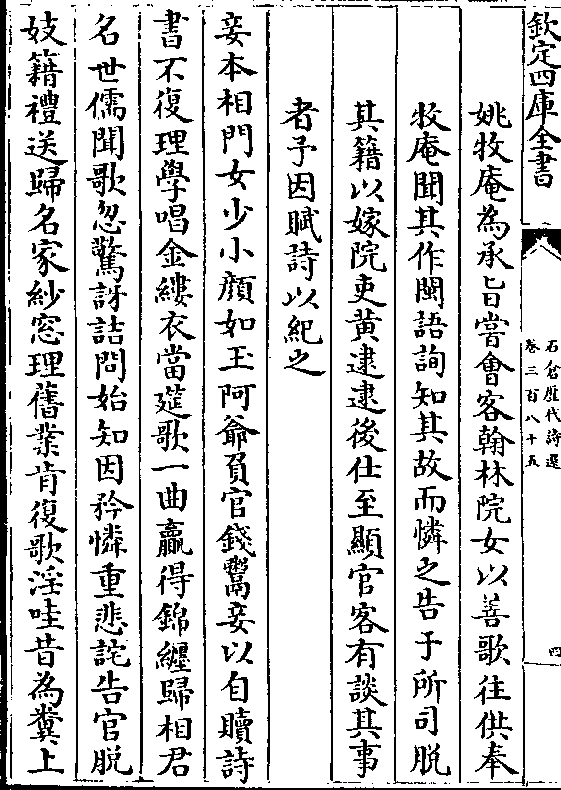 欽定四庫全書
石倉歷代詩選
卷三百八十五
四
姚牧庵為承旨嘗會客翰林院女以善歌往供奉
牧庵聞其作閩語詢知其故而憐之告于所司脱
其籍以嫁院吏黄逮逮後仕至顯官客有談其事
者予因賦詩以紀之
妾本相門女少小顔如玉阿爺負官錢鬻妾以自贖詩
書不復理學唱金縷衣當筵歌一曲贏得錦纏歸相君
名世儒聞歌忽驚訝詰問始知因矜憐重悲詫告官脱
妓籍禮送歸名家紗窓理舊業肯復歌淫哇昔為糞上